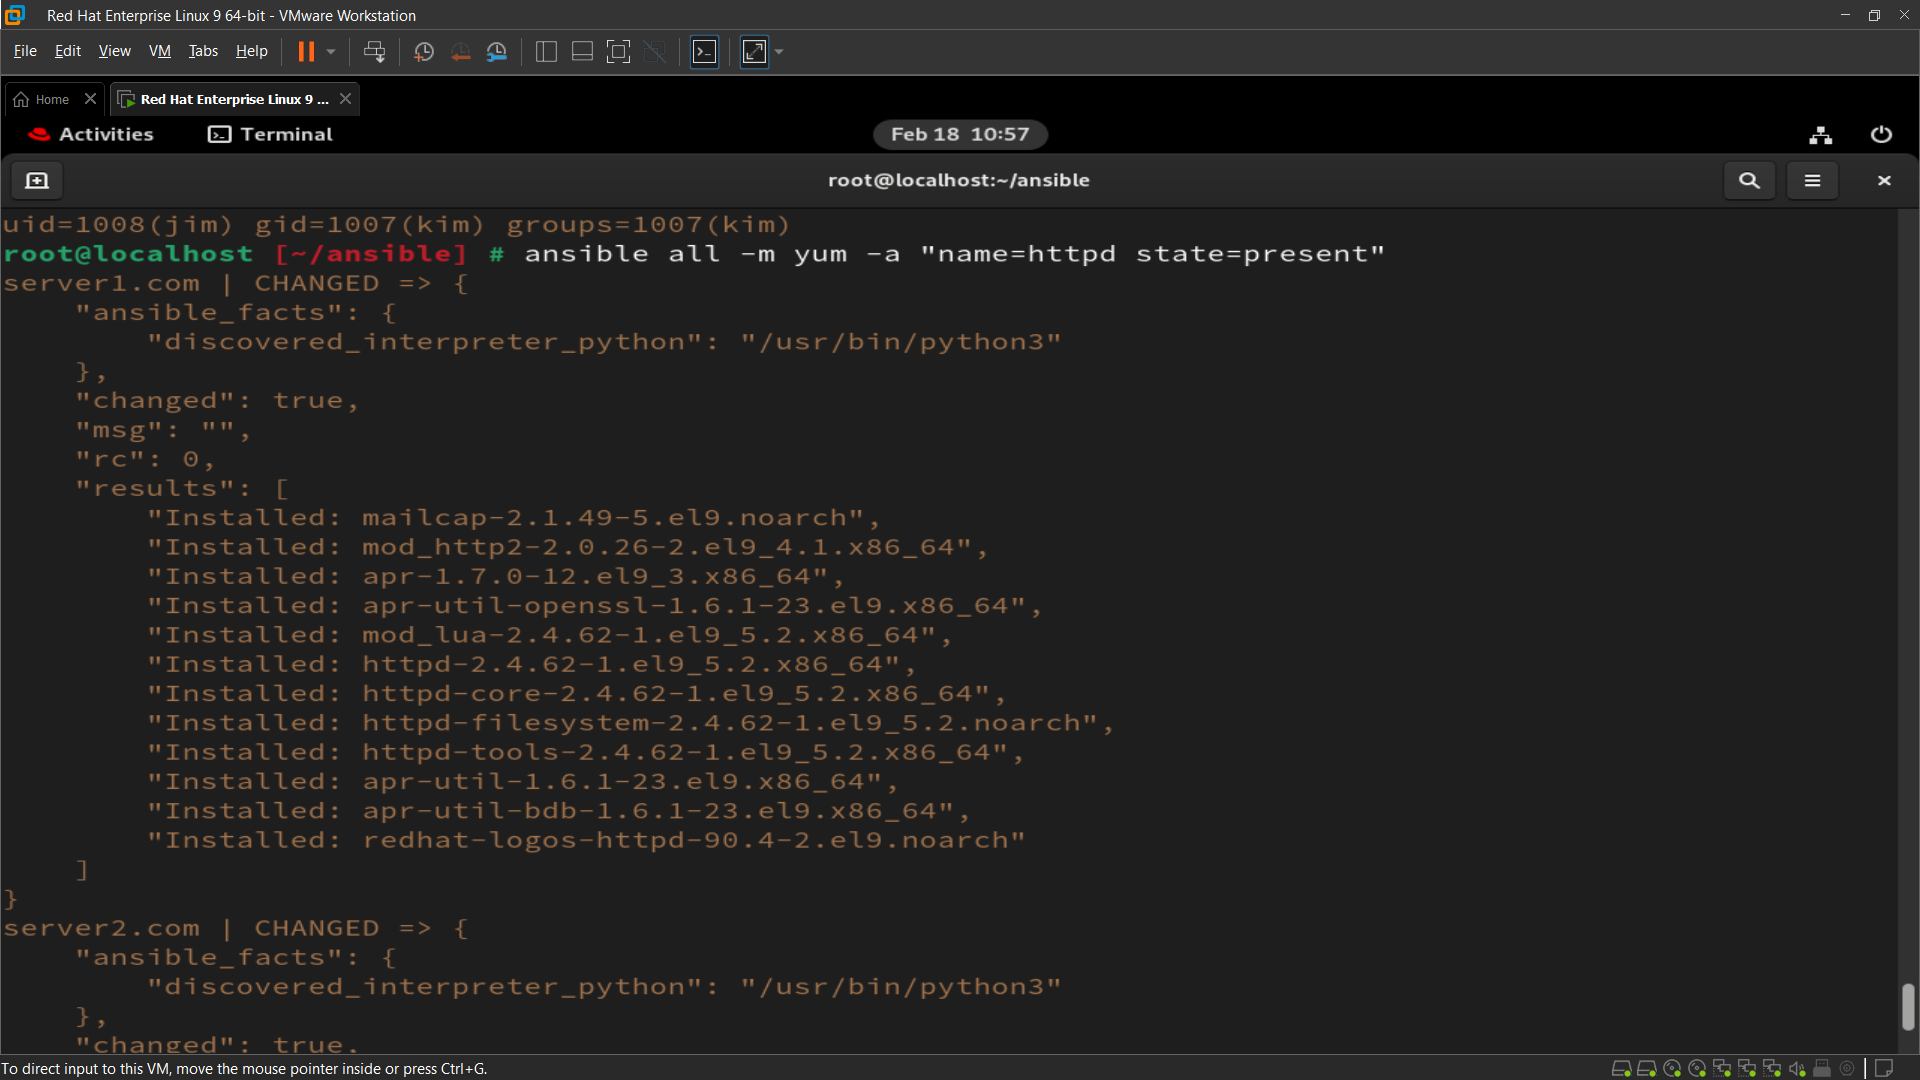 Red Hat Enterprise Linux 9 64-bit - VMware Workstation
File Edit View VM Tabs Help
Home
Red Hat Enterprise Linux 9 ...
Activities Terminal Feb 18 10:57
root@localhost:~/ansible
uid=1008(jim) gid=1007(kim) groups=1007(kim)
root@localhost [~/ansible] # ansible all -m yum -a "name=httpd state=present"
server1.com | CHANGED => {
    "ansible_facts": {
        "discovered_interpreter_python": "/usr/bin/python3"
    },
    "changed": true,
    "msg": "",
    "rc": 0,
    "results": [
        "Installed: mailcap-2.1.49-5.el9.noarch",
        "Installed: mod_http2-2.0.26-2.el9_4.1.x86_64",
        "Installed: apr-1.7.0-12.el9_3.x86_64",
        "Installed: apr-util-openssl-1.6.1-23.el9.x86_64",
        "Installed: mod_lua-2.4.62-1.el9_5.2.x86_64",
        "Installed: httpd-2.4.62-1.el9_5.2.x86_64",
        "Installed: httpd-core-2.4.62-1.el9_5.2.x86_64",
        "Installed: httpd-filesystem-2.4.62-1.el9_5.2.noarch",
        "Installed: httpd-tools-2.4.62-1.el9_5.2.x86_64",
        "Installed: apr-util-1.6.1-23.el9.x86_64",
        "Installed: apr-util-bdb-1.6.1-23.el9.x86_64",
        "Installed: redhat-logos-httpd-90.4-2.el9.noarch"
    ]
}
server2.com | CHANGED => {
    "ansible_facts": {
        "discovered_interpreter_python": "/usr/bin/python3"
    },
    "changed": true,
To direct input to this VM, move the mouse pointer inside or press Ctrl+G.